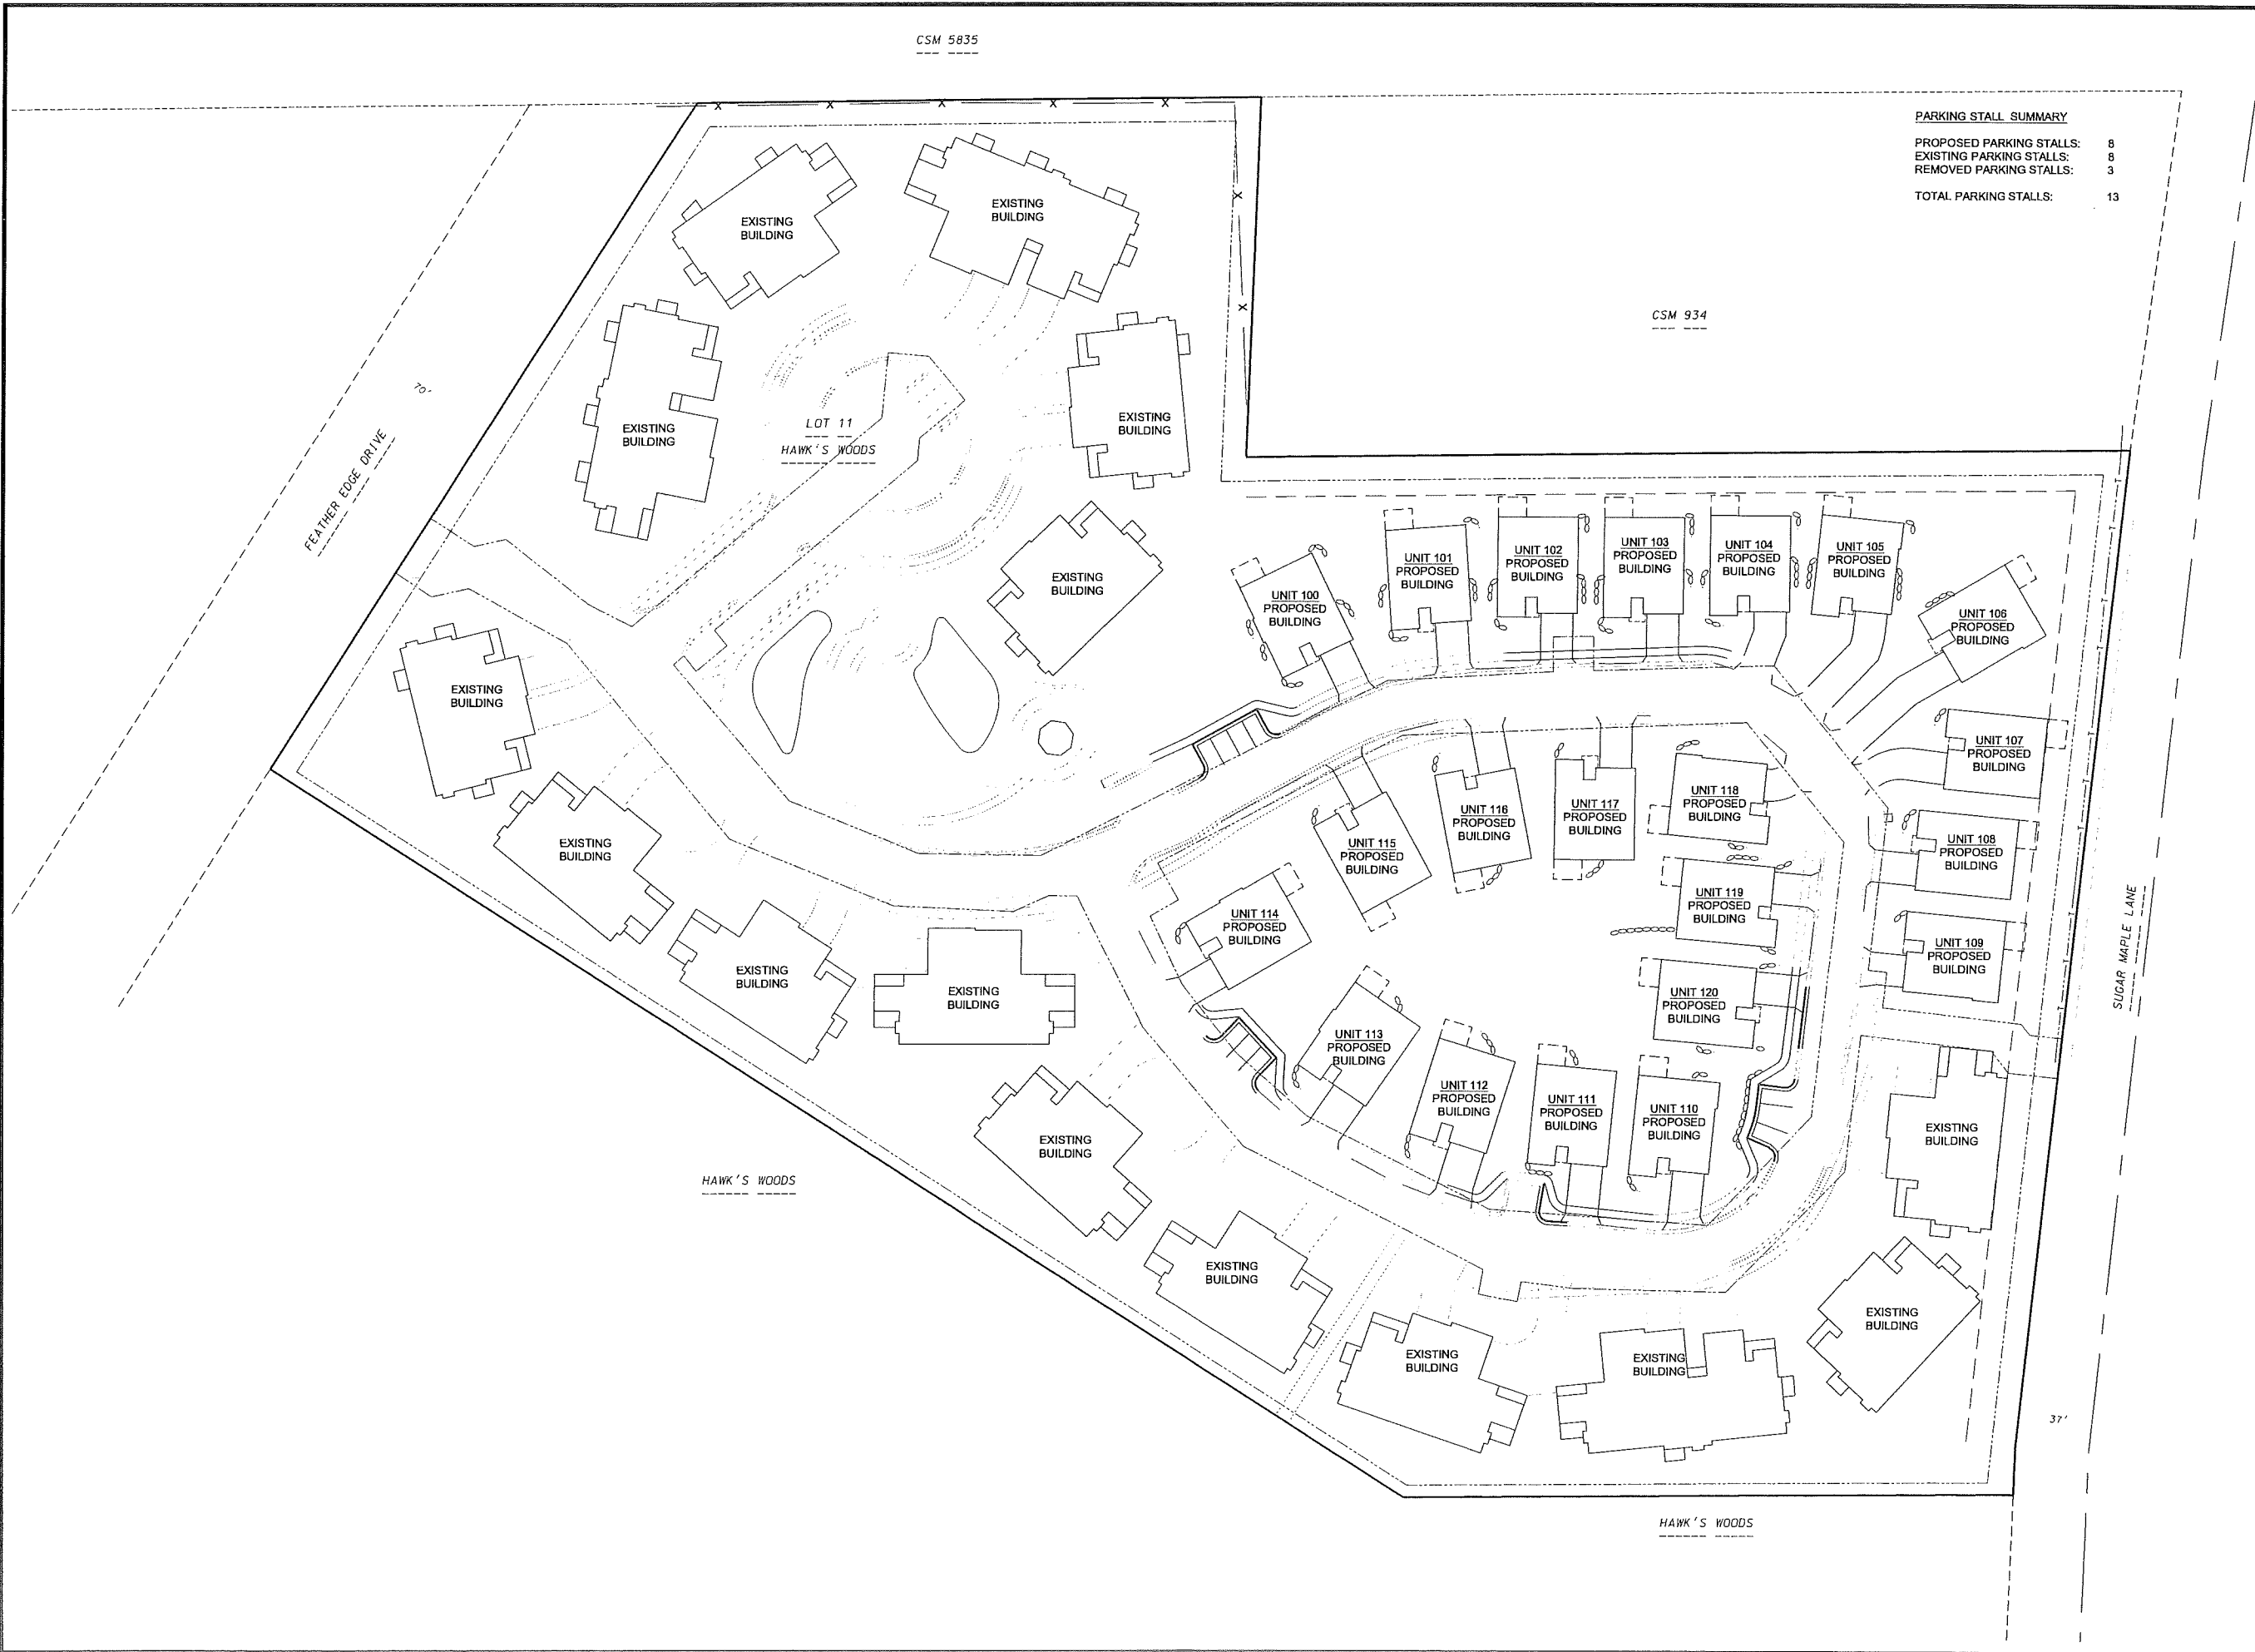 CSM 5835
PARKING STALL SUMMARY
PROPOSED PARKING STALLS: 8
EXISTING PARKING STALLS: 8
REMOVED PARKING STALLS: 3
TOTAL PARKING STALLS: 13
EXISTING
BUILDING
EXISTING
BUILDING
CSM 934
70'
FEATHER EDGE DRIVE
EXISTING
BUILDING
LOT 11
HAWK'S WOODS
EXISTING
BUILDING
EXISTING
BUILDING
UNIT 100
PROPOSED
BUILDING
UNIT 101
PROPOSED
BUILDING
UNIT 102
PROPOSED
BUILDING
UNIT 103
PROPOSED
BUILDING
UNIT 104
PROPOSED
BUILDING
UNIT 105
PROPOSED
BUILDING
UNIT 106
PROPOSED
BUILDING
EXISTING
BUILDING
UNIT 107
PROPOSED
BUILDING
EXISTING
BUILDING
UNIT 115
PROPOSED
BUILDING
UNIT 116
PROPOSED
BUILDING
UNIT 117
PROPOSED
BUILDING
UNIT 118
PROPOSED
BUILDING
UNIT 108
PROPOSED
BUILDING
UNIT 114
PROPOSED
BUILDING
UNIT 119
PROPOSED
BUILDING
UNIT 109
PROPOSED
BUILDING
SUGAR MAPLE LANE
EXISTING
BUILDING
EXISTING
BUILDING
UNIT 113
PROPOSED
BUILDING
UNIT 120
PROPOSED
BUILDING
UNIT 112
PROPOSED
BUILDING
UNIT 111
PROPOSED
BUILDING
UNIT 110
PROPOSED
BUILDING
EXISTING
BUILDING
EXISTING
BUILDING
HAWK'S WOODS
EXISTING
BUILDING
EXISTING
BUILDING
EXISTING
BUILDING
EXISTING
BUILDING
37'
HAWK'S WOODS